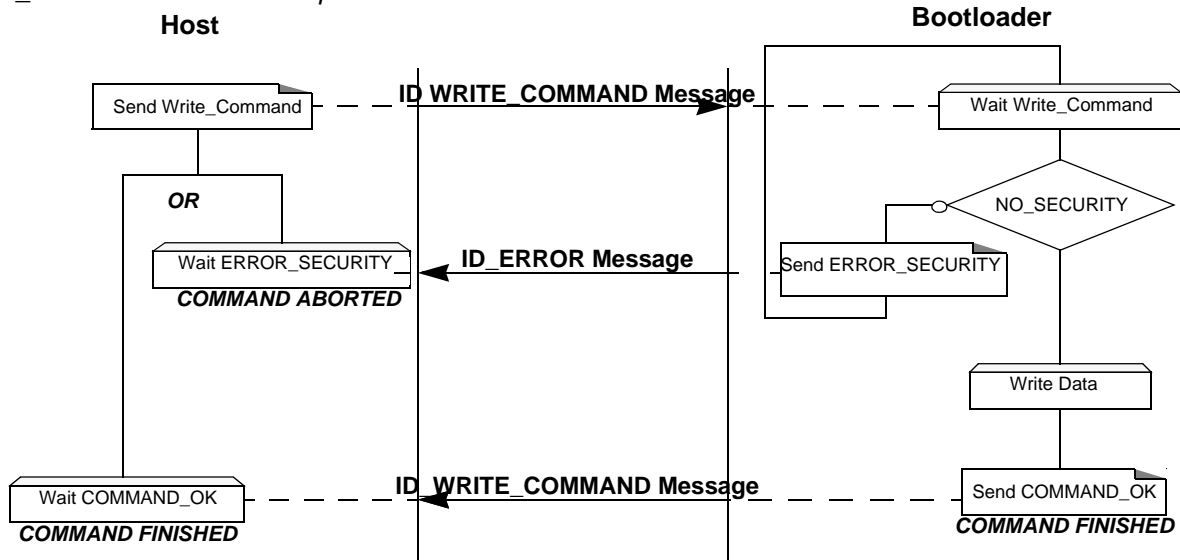 Host
Bootloader
Send Write_Command
ID WRITE_COMMAND Message
Wait Write_Command
OR
NO_SECURITY
Wait ERROR_SECURITY
ID_ERROR Message
Send ERROR_SECURITY
COMMAND ABORTED
Write Data
Wait COMMAND_OK
ID_WRITE_COMMAND Message
Send COMMAND_OK
COMMAND FINISHED
COMMAND FINISHED